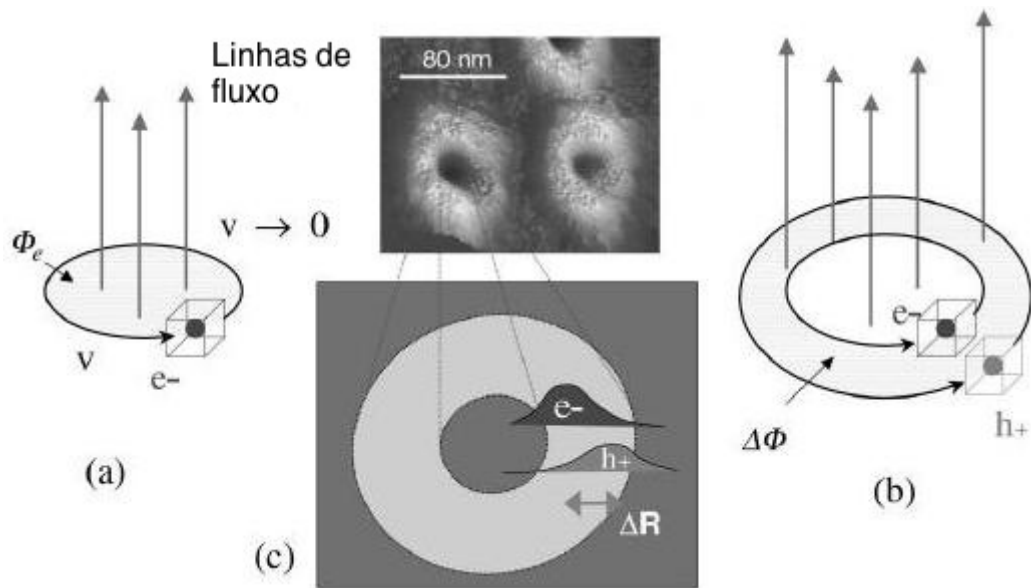 Linhas de
fluxo
80 nm
v → 0
Φe
v
e-
(a)
e-
h+
ΔΦ
(b)
e-
h+
ΔR
(c)